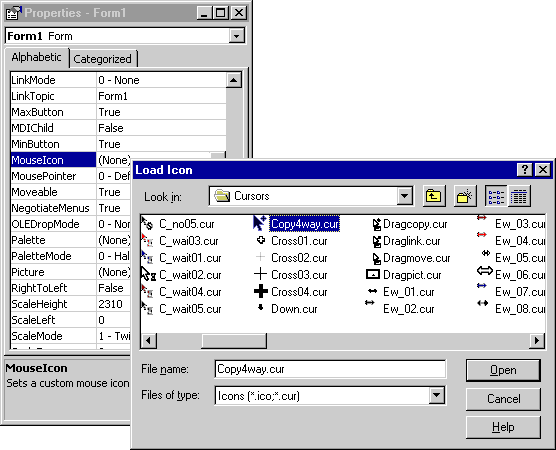 Properties - Form1
Form1 Form
Alphabetic Categorized
LinkMode 0 - None
LinkTopic Form1
MaxButton True
MDIChild False
MinButton True
MouseIcon (None)
MousePointer 0 - Def
Moveable True
NegotiateMenus True
OLEDropMode 0 - Non
Palette (None)
PaletteMode 0 - Hal
Picture (None)
RightToLeft False
ScaleHeight 2310
ScaleLeft 0
ScaleMode 1 - Twi
MouseIcon
Sets a custom mouse icon
Load Icon
Look in: Cursors
C_no05.cur Copy4way.cur Dragcopy.cur Ew_03.cur
C_wai03.cur Cross01.cur Draglink.cur Ew_04.cur
C_wait01.cur Cross02.cur Dragmove.cur Ew_05.cur
C_wait02.cur Cross03.cur Dragpict.cur Ew_06.cur
C_wait04.cur Cross04.cur Ew_01.cur Ew_07.cur
C_wait05.cur Down.cur Ew_02.cur Ew_08.cur
File name: Copy4way.cur Open
Files of type: Icons (*.ico;*.cur) Cancel
Help